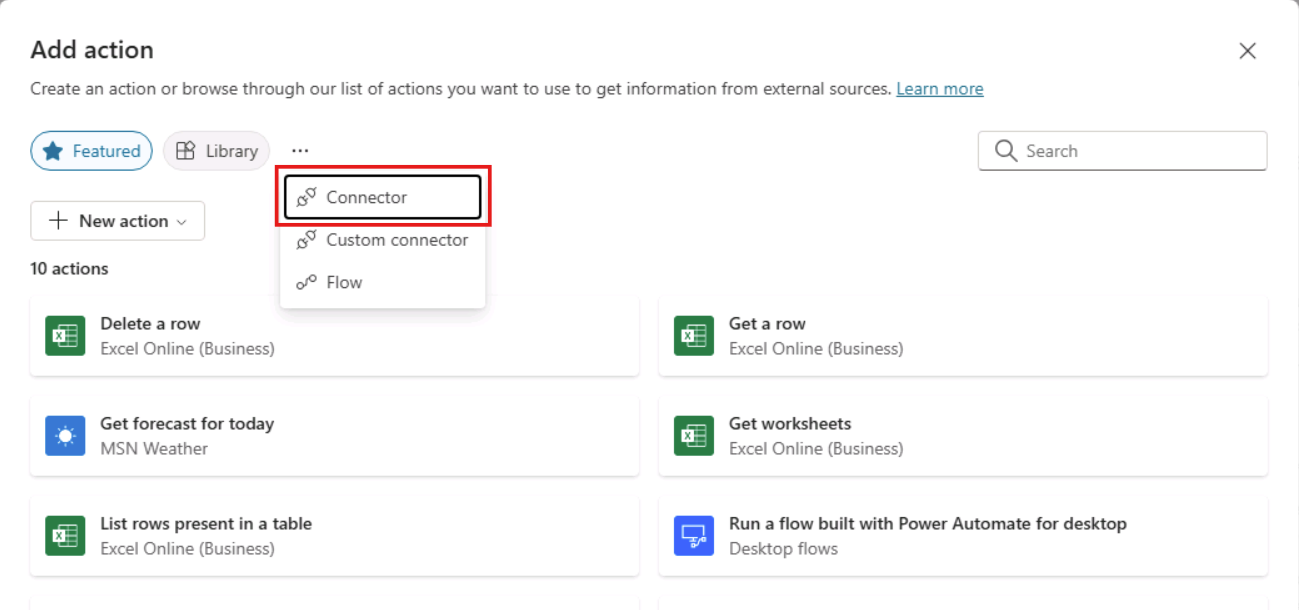 Add action
Create an action or browse through our list of actions you want to use to get information from external sources. Learn more
Featured
Library
...
Search
Connector
Custom connector
Flow
New action
10 actions
Delete a row
Excel Online (Business)
Get a row
Excel Online (Business)
Get forecast for today
MSN Weather
Get worksheets
Excel Online (Business)
List rows present in a table
Excel Online (Business)
Run a flow built with Power Automate for desktop
Desktop flows